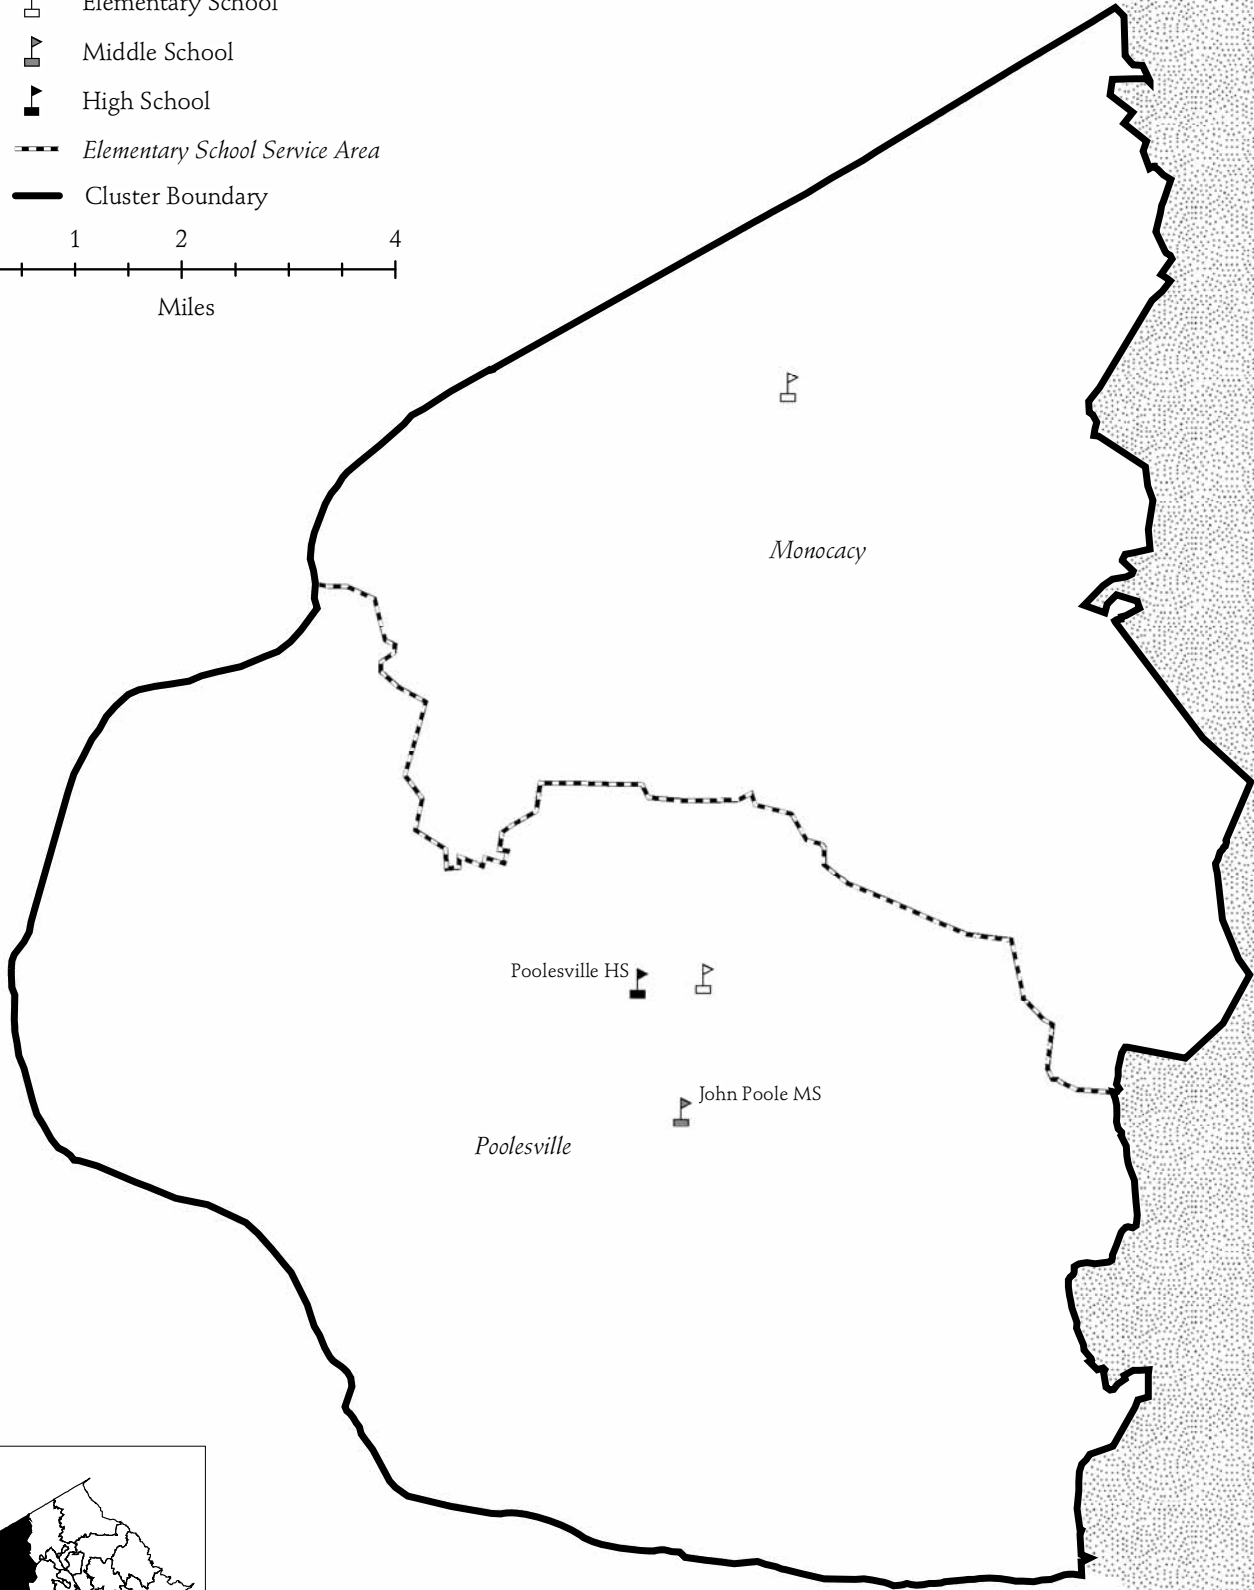 Elementary School
Middle School
High School
Elementary School Service Area
Cluster Boundary
1 2 4
Miles
Monocacy
Poolesville HS
John Poole MS
Poolesville